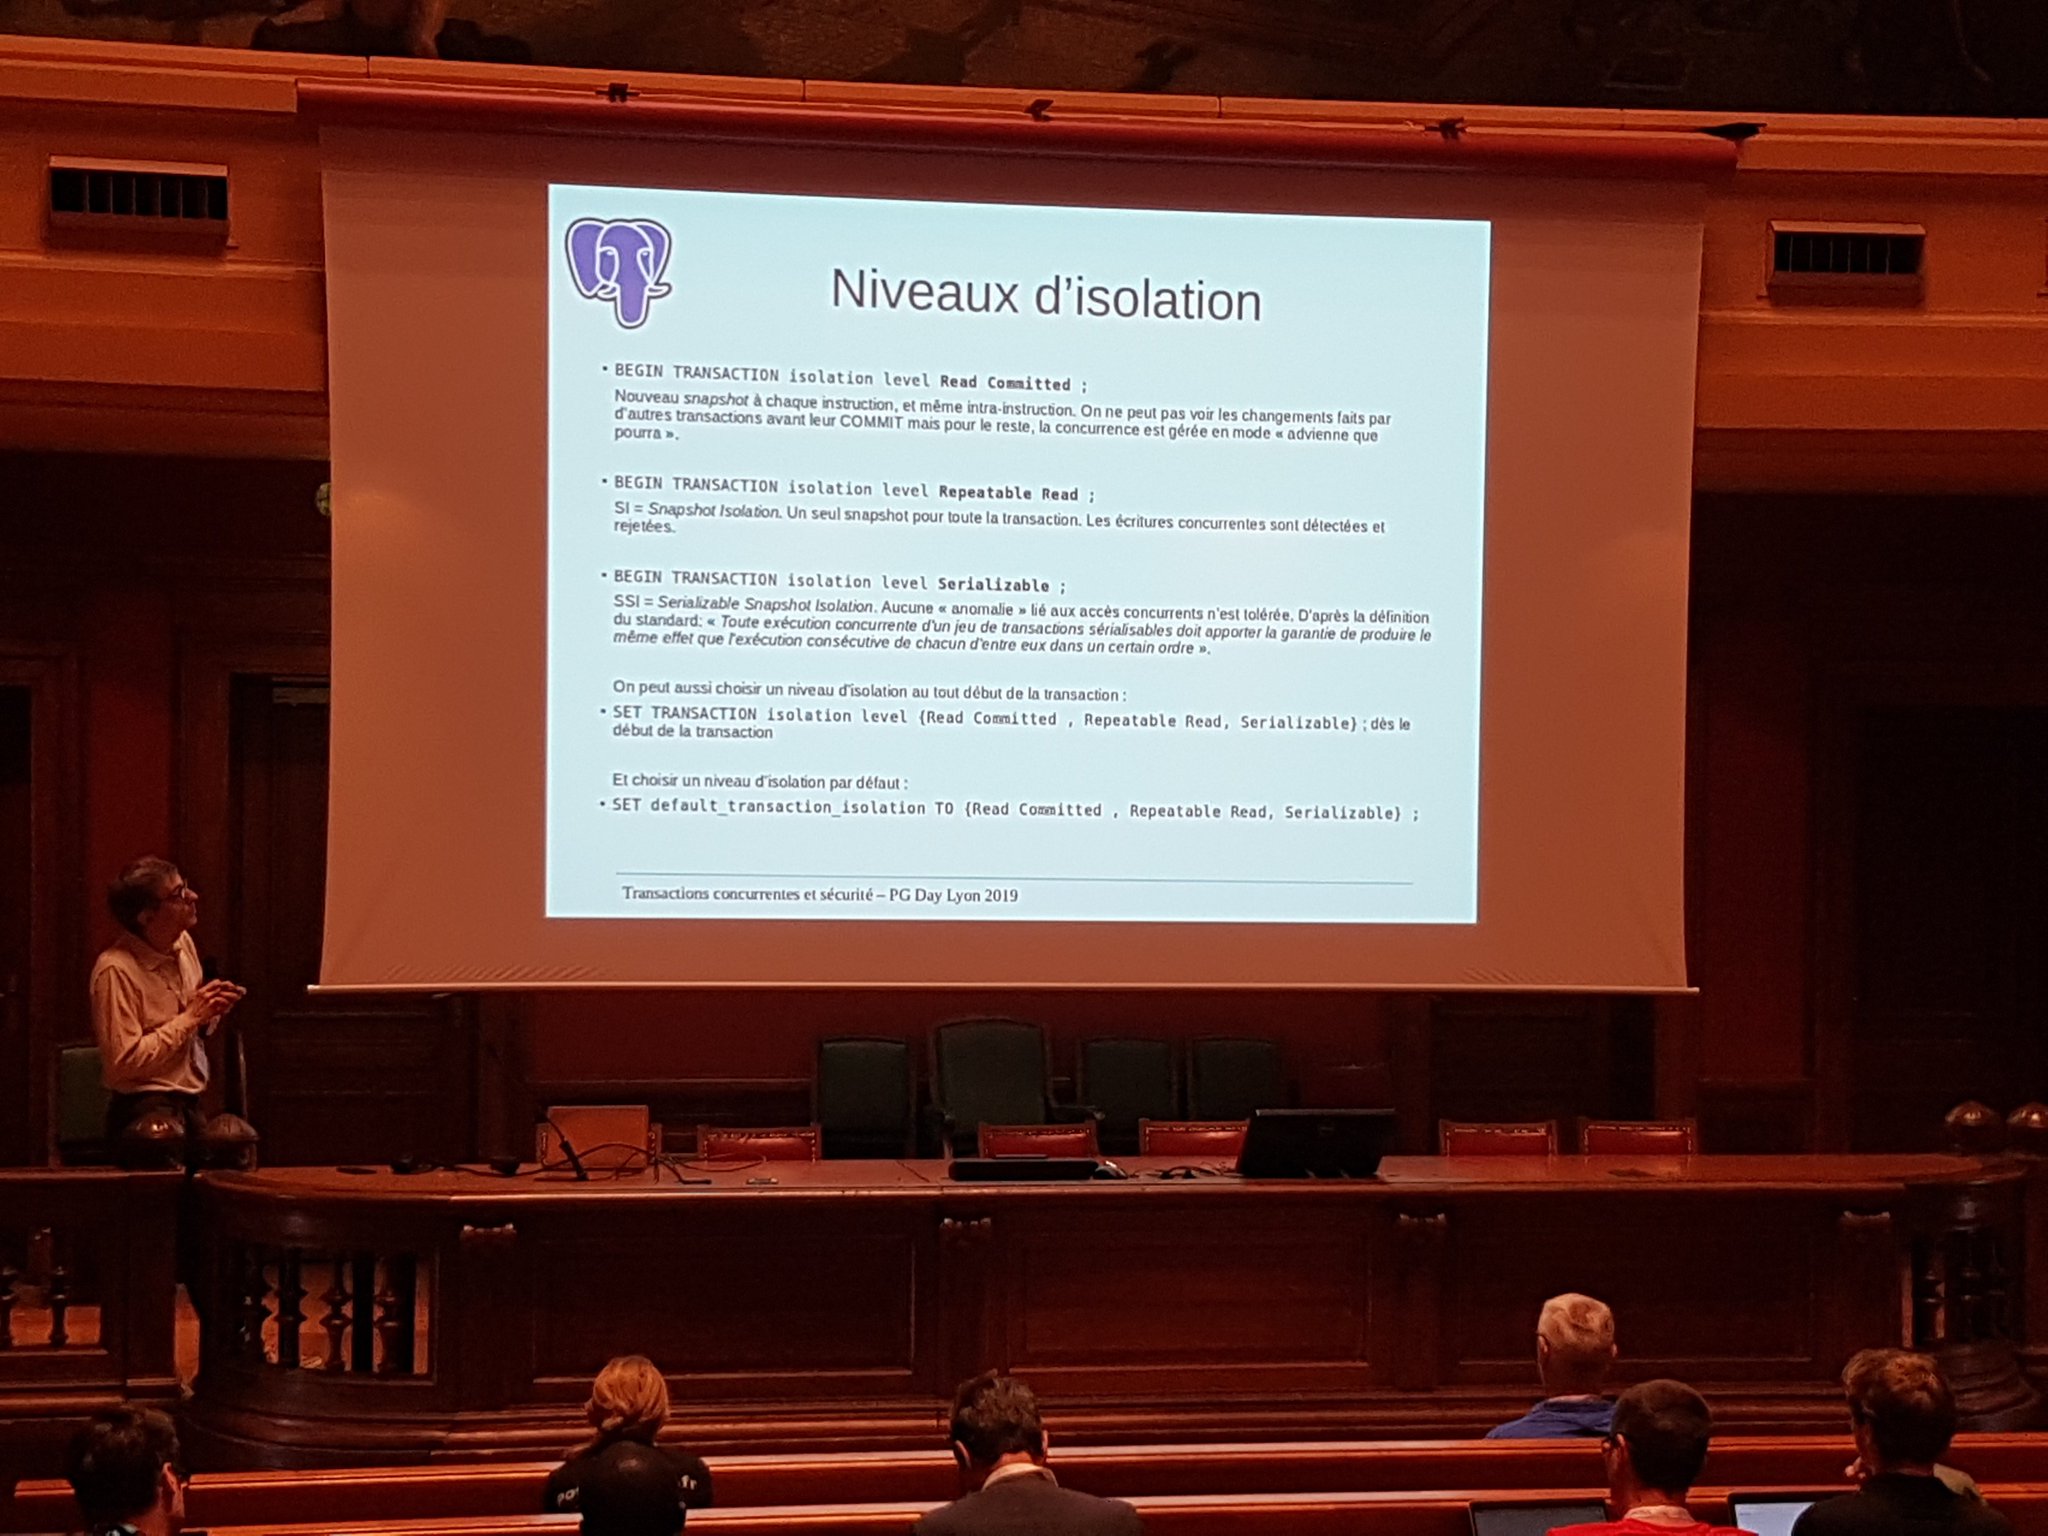 Niveaux d'isolation
• BEGIN TRANSACTION isolation level Read Committed ;
Nouveau snapshot à chaque instruction, et même intra-instruction. On ne peut pas voir les changements faits par
d'autres transactions avant leur COMMIT mais pour le reste, la concurrence est gérée en mode « advienne que
pourra ».
• BEGIN TRANSACTION isolation level Repeatable Read ;
SI = Snapshot Isolation. Un seul snapshot pour toute la transaction. Les écritures concurrentes sont détectées et
rejetées.
• BEGIN TRANSACTION isolation level Serializable ;
SSI = Serializable Snapshot Isolation. Aucune « anomalie » lié aux accès concurrents n'est tolérée. D'après la définition
du standard: « Toute exécution concurrente d'un jeu de transactions sérialisables doit apporter la garantie de produire le
même effet que l'exécution consécutive de chacun d'entre eux dans un certain ordre ».
On peut aussi choisir un niveau d'isolation au tout début de la transaction :
• SET TRANSACTION isolation level {Read Committed , Repeatable Read, Serializable} ; dès le
début de la transaction
Et choisir un niveau d'isolation par défaut :
• SET default_transaction_isolation TO {Read Committed , Repeatable Read, Serializable} ;
Transactions concurrentes et sécurité – PG Day Lyon 2019